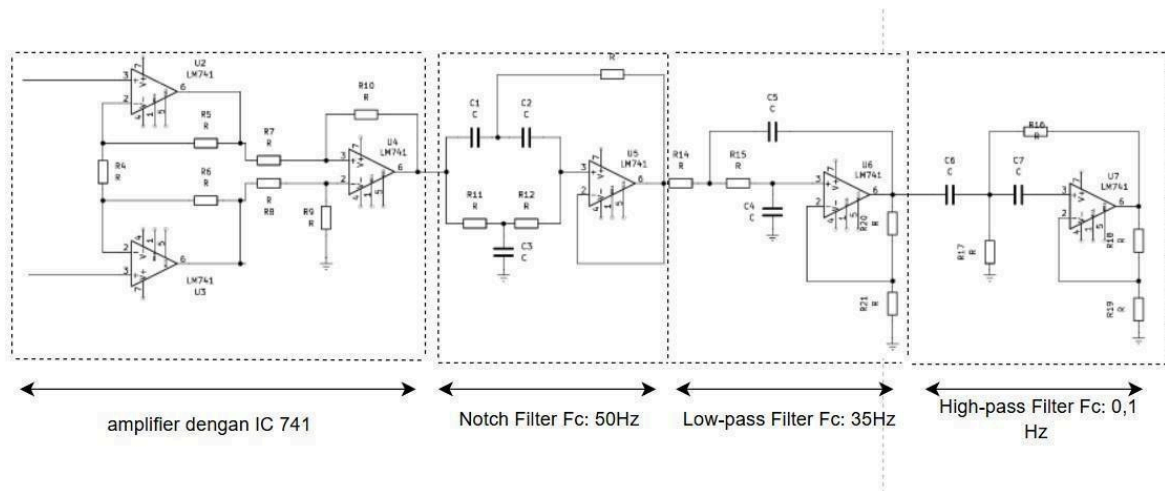 U2
LM741
R5
R
R4
R
R6
R
LM741
U3
R7
R
R
R8
R9
R
R10
R
U4
LM741
C1
C
C2
C
R
R11
R
R12
R
C3
C
U5
LM741
R14
R
R15
R
C5
C
C4
C
U6
LM741
R20
R
R21
R
C6
C
C7
C
R16
R
R17
R
U7
LM741
R18
R
R19
R
amplifier dengan IC 741
Notch Filter Fc: 50Hz
Low-pass Filter Fc: 35Hz
High-pass Filter Fc: 0,1
Hz